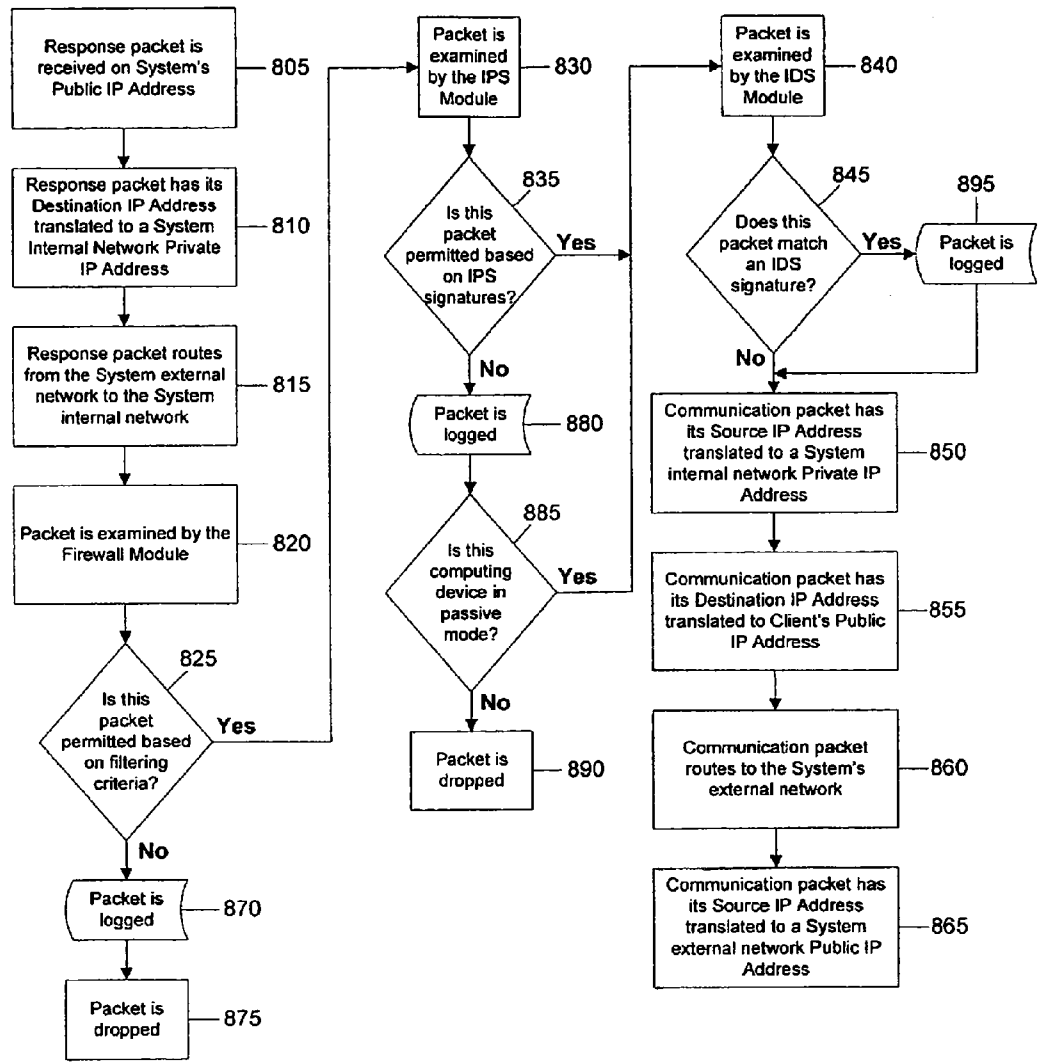 Response packet is
received on System's
Public IP Address
805
Response packet has its
Destination IP Address
translated to a System
Internal Network Private
IP Address
810
Response packet routes
from the System external
network to the System
internal network
815
Packet is examined by the
Firewall Module
820
825
Is this
packet
permitted based
on filtering
criteria?
Yes
No
Packet is
logged
870
Packet is
dropped
875
Packet is
examined
by the IPS
Module
830
835
Is this
packet
permitted based
on IPS
signatures?
Yes
No
Packet is
logged
880
885
Is this
computing
device in
passive
mode?
Yes
No
Packet is
dropped
890
Packet is
examined
by the IDS
Module
840
845
Does this
packet match
an IDS
signature?
Yes
895
Packet is
logged
No
Communication packet has
its Source IP Address
translated to a System
internal network Private IP
Address
850
Communication packet has
its Destination IP Address
translated to Client's Public
IP Address
855
Communication packet
routes to the System's
external network
860
Communication packet has
its Source IP Address
translated to a System
external network Public IP
Address
865